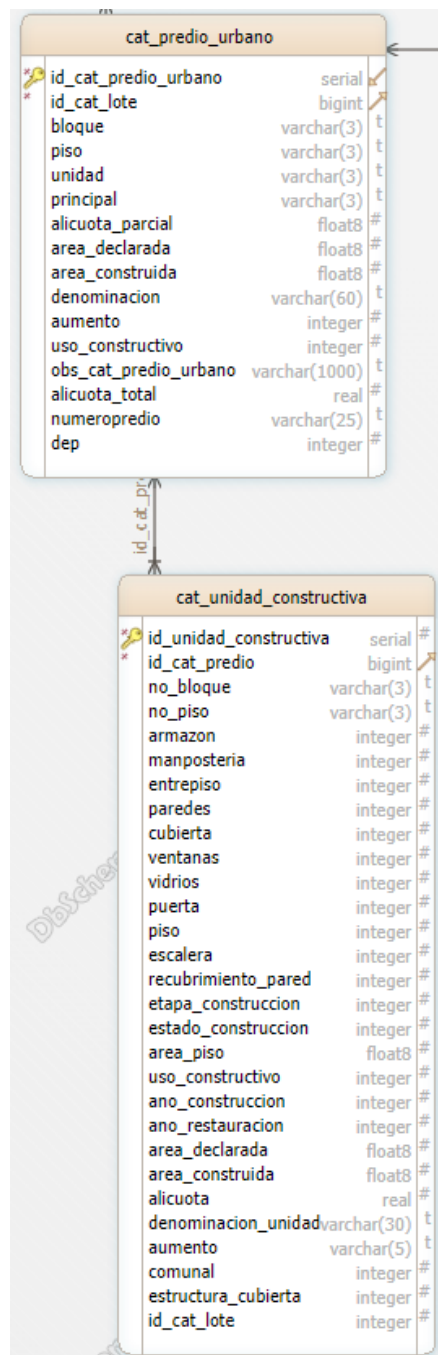 cat_predio_urbano
id_cat_predio_urbano serial
id_cat_lote bigint
bloque varchar(3) t
piso varchar(3) t
unidad varchar(3) t
principal varchar(3) t
alicuota_parcial float8 #
area_declarada float8 #
area_construida float8 #
denominacion varchar(60) t
aumento integer #
uso_constructivo integer #
obs_cat_predio_urbano varchar(1000) t
alicuota_total real #
numeropredio varchar(25) t
dep integer #
id_cat_pre
cat_unidad_constructiva
id_unidad_constructiva serial #
id_cat_predio bigint
no_bloque varchar(3) t
no_piso varchar(3) t
armazon integer #
manposteria integer #
entrepiso integer #
paredes integer #
cubierta integer #
ventanas integer #
vidrios integer #
puerta integer #
piso integer #
escalera integer #
recubrimiento_pared integer #
etapa_construccion integer #
estado_construccion integer #
area_piso float8 #
uso_constructivo integer #
ano_construccion integer #
ano_restauracion integer #
area_declarada float8 #
area_construida float8 #
alicuota real #
denominacion_unidad varchar(30) t
aumento varchar(5) t
comunal integer #
estructura_cubierta integer #
id_cat_lote integer #
DbSchem